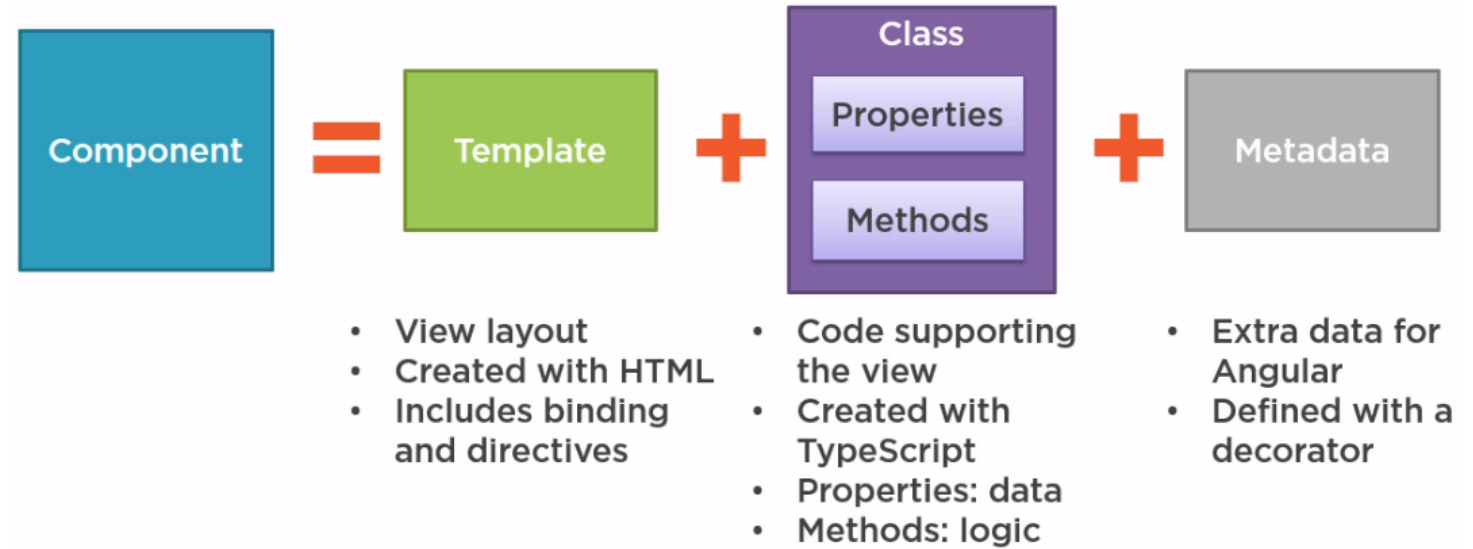 Component
=
Template
+
Class
Properties
Methods
+
Metadata
• View layout
• Created with HTML
• Includes binding
and directives
• Code supporting
the view
• Created with
TypeScript
• Properties: data
• Methods: logic
• Extra data for
Angular
• Defined with a
decorator